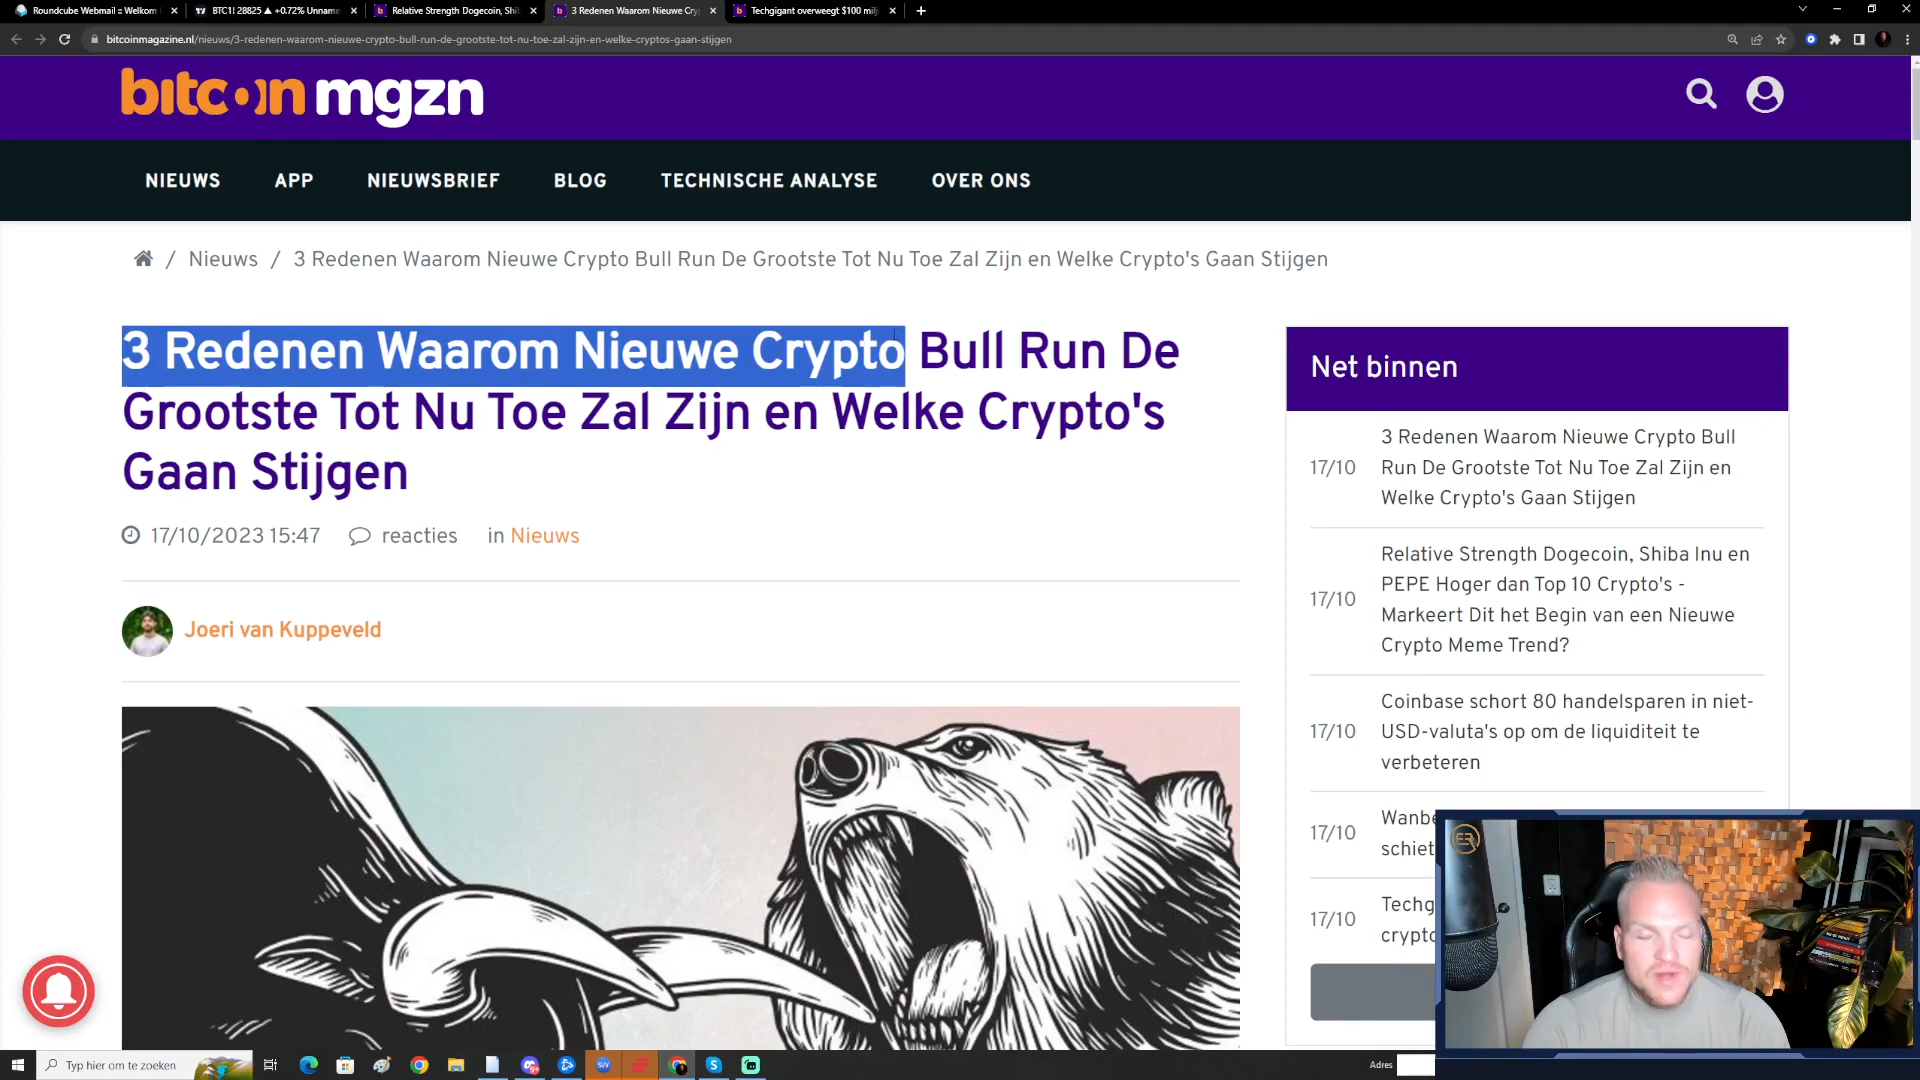 Roundcube Webmail :: Welkom
BTC1! 28825 ▲ +0.72% Unname
Relative Strength Dogecoin, Shi
3 Redenen Waarom Nieuwe Cry
Techgigant overweegt $100 mil
bitcoinmagazine.nl/nieuws/3-redenen-waarom-nieuwe-crypto-bull-run-de-grootste-tot-nu-toe-zal-zijn-en-welke-cryptos-gaan-stijgen
bitcoin mgzn
NIEUWS APP NIEUWSBRIEF BLOG TECHNISCHE ANALYSE OVER ONS
/ Nieuws / 3 Redenen Waarom Nieuwe Crypto Bull Run De Grootste Tot Nu Toe Zal Zijn en Welke Crypto's Gaan Stijgen
3 Redenen Waarom Nieuwe Crypto Bull Run De
Grootste Tot Nu Toe Zal Zijn en Welke Crypto's
Gaan Stijgen
17/10/2023 15:47 reacties in Nieuws
Joeri van Kuppeveld
Net binnen
17/10
3 Redenen Waarom Nieuwe Crypto Bull
Run De Grootste Tot Nu Toe Zal Zijn en
Welke Crypto's Gaan Stijgen
17/10
Relative Strength Dogecoin, Shiba Inu en
PEPE Hoger dan Top 10 Crypto's -
Markeert Dit het Begin van een Nieuwe
Crypto Meme Trend?
17/10
Coinbase schort 80 handelsparen in niet-
USD-valuta's op om de liquiditeit te
verbeteren
17/10
Wanbe
schiet
17/10
Techg
crypto
ER
Typ hier om te zoeken
Adres